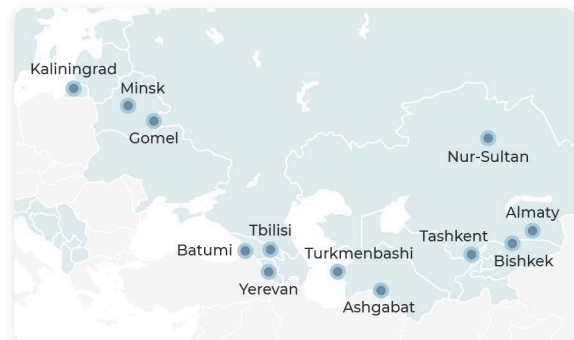 Kaliningrad
Minsk
Gomel
Nur-Sultan
Almaty
Tbilisi
Tashkent
Batumi
Turkmenbashi
Bishkek
Yerevan
Ashgabat